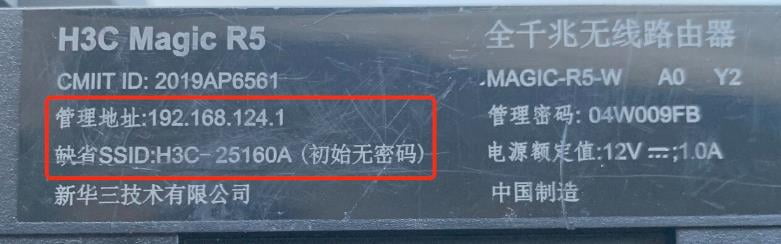 H3C Magic R5
全千兆无线路由器
CMIIT ID: 2019AP6561
MAGIC-R5-W A0 Y2
管理地址:192.168.124.1
管理密码: 04W009FB
缺省SSID:H3C-25160A (初始无密码)
电源额定值:12V⎓;1.0A
新华三技术有限公司
中国制造